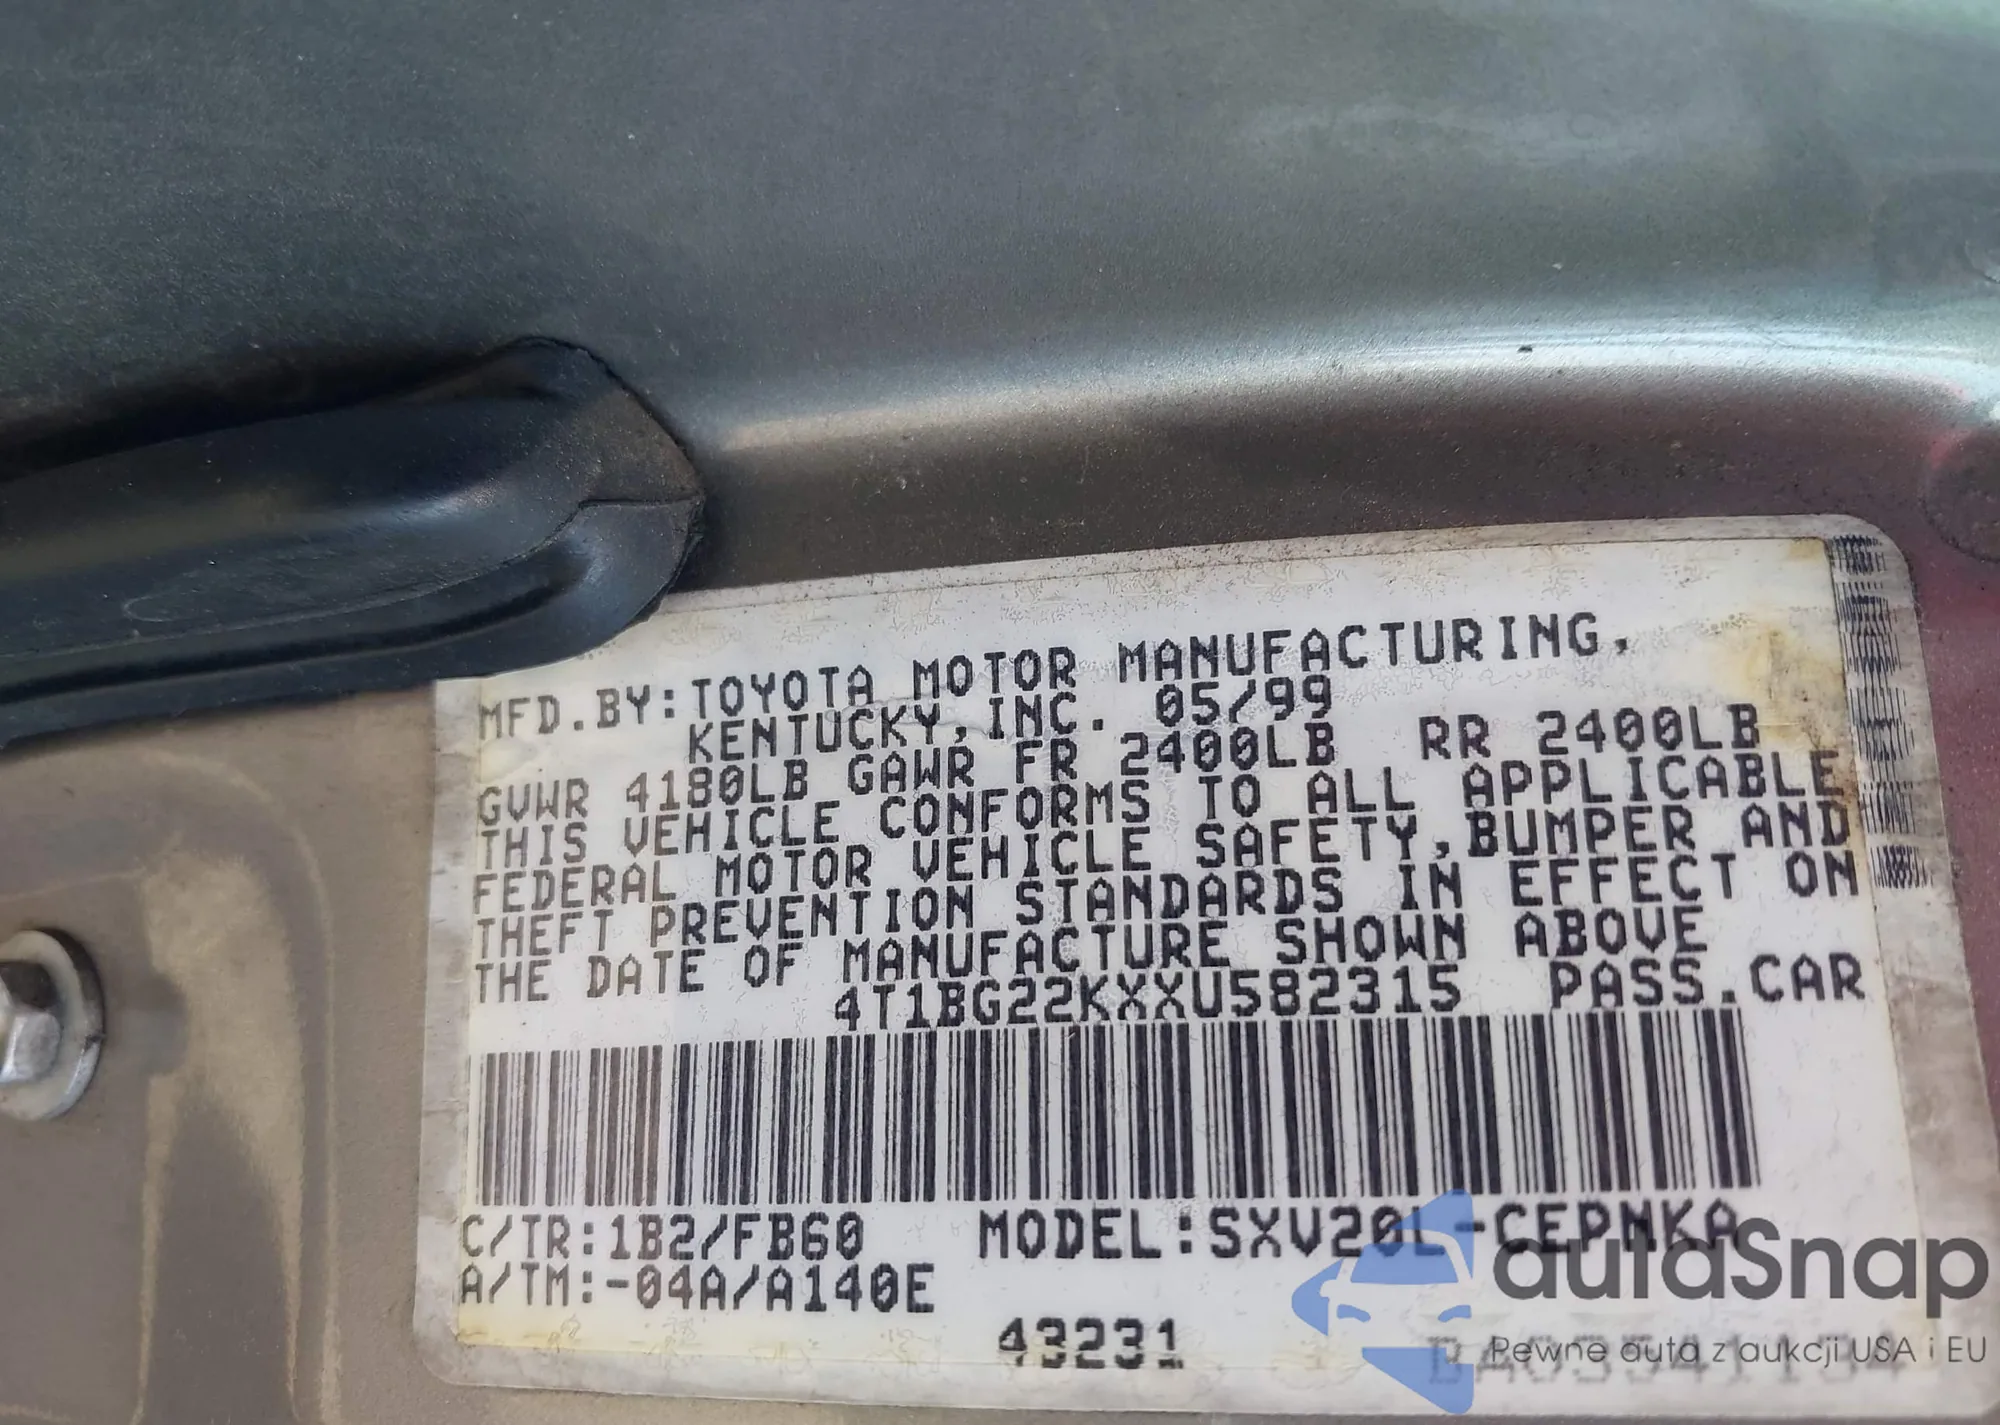 MFD.BY:TOYOTA MOTOR MANUFACTURING,
KENTUCKY,INC. 05/99
GVWR 4180LB GAWR FR 2400LB RR 2400LB
THIS VEHICLE CONFORMS TO ALL APPLICABLE
FEDERAL MOTOR VEHICLE SAFETY,BUMPER AND
THEFT PREVENTION STANDARDS IN EFFECT ON
THE DATE OF MANUFACTURE SHOWN ABOVE
4T1BG22KXXU582315 PASS.CAR
C/TR:1B2/FB60 MODEL:SXV20L-CEPNKA
A/TM:-04A/A140E
43231
autaSnap
Pewne auta z aukcji USA i EU